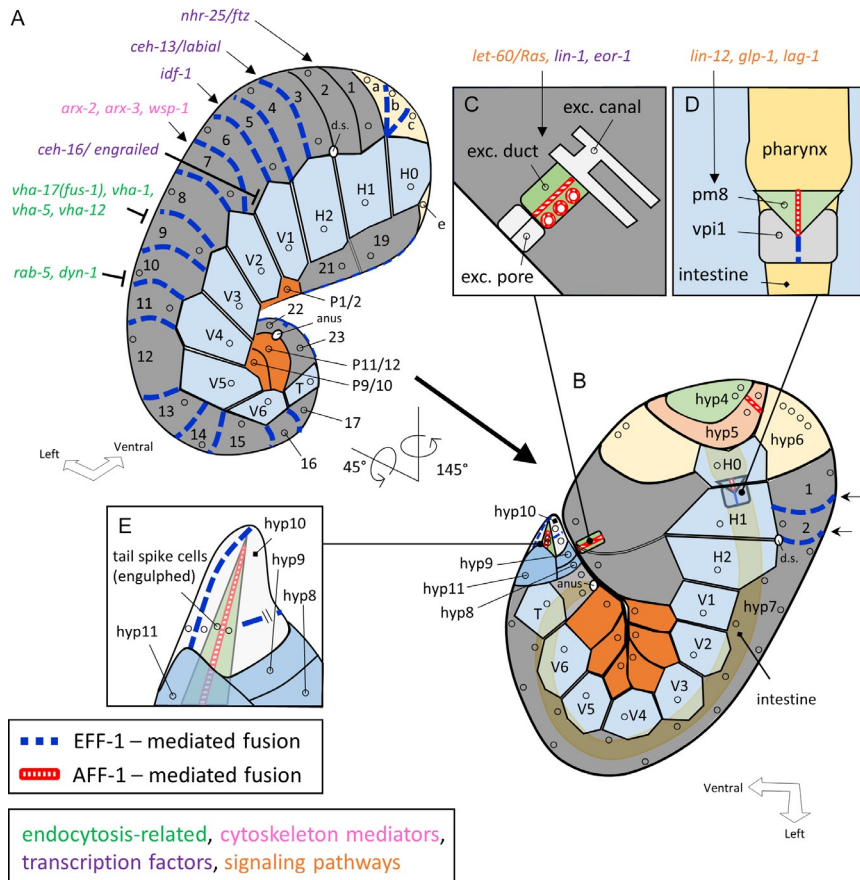 A
nhr-25/ftz
ceh-13/labial
idf-1
arx-2, arx-3, wsp-1
ceh-16/ engrailed
vha-17(fus-1), vha-1,
vha-5, vha-12
rab-5, dyn-1
a
b
c
1
2
3
4
5
6
7
8
9
10
11
12
13
14
15
16
17
d.s.
H0
H1
H2
V1
V2
V3
V4
V5
V6
T
e
19
21
P1/2
22
anus
23
P11/12
P9/10
Left
Ventral
45°
145°
let-60/Ras, lin-1, eor-1
C
exc. canal
exc. duct
exc. pore
lin-12, glp-1, lag-1
D
pharynx
pm8
vpi1
intestine
B
hyp4
hyp5
hyp6
H0
1
H1
2
d.s.
H2
hyp10
hyp9
hyp11
hyp8
anus
T
V1
hyp7
V2
V6
V3
V5
V4
intestine
Ventral
Left
E
hyp10
tail spike cells
(engulphed)
hyp9
hyp8
hyp11
EFF-1 – mediated fusion
AFF-1 – mediated fusion
endocytosis-related, cytoskeleton mediators,
transcription factors, signaling pathways